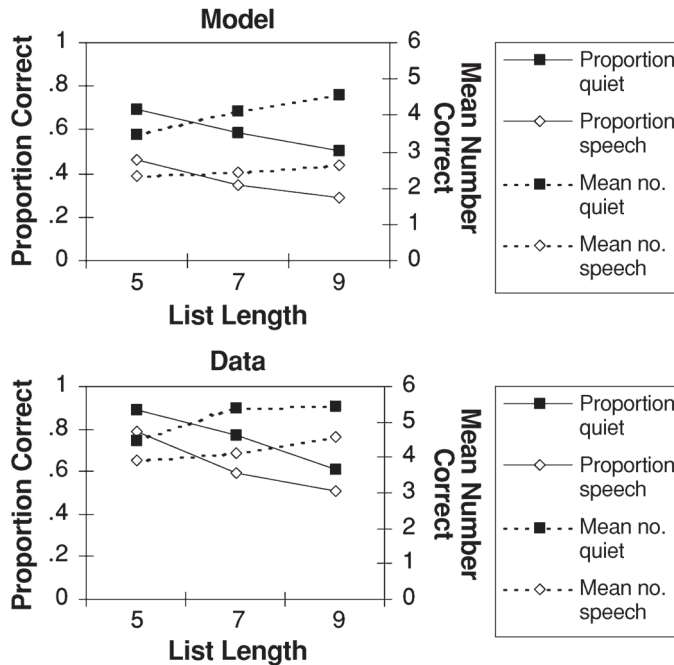 Model
Proportion Correct
1
.8
.6
.4
.2
0
5 7 9
List Length
6
5
4
3
2
1
0
Mean Number
Correct
Proportion
quiet
Proportion
speech
Mean no.
quiet
Mean no.
speech
Data
Proportion Correct
1
.8
.6
.4
.2
0
5 7 9
List Length
6
5
4
3
2
1
0
Mean Number
Correct
Proportion
quiet
Proportion
speech
Mean no.
quiet
Mean no.
speech